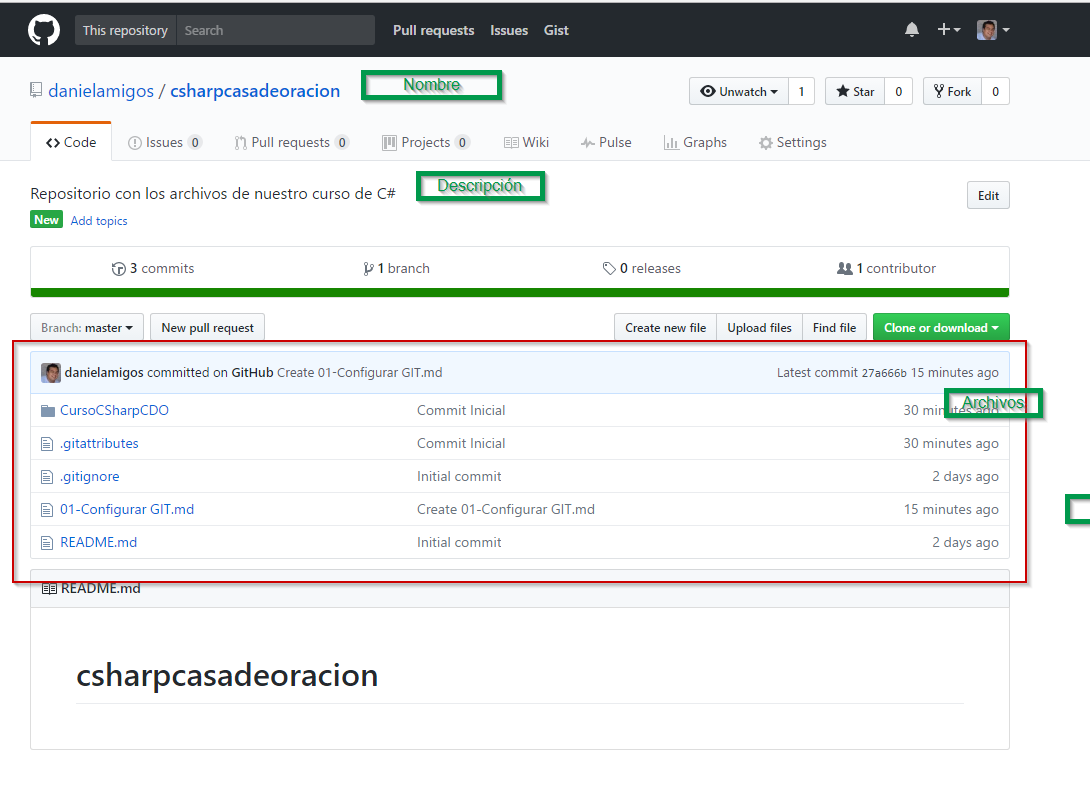 This repository Search Pull requests Issues Gist
danielamigos / csharpcasadeoracion Nombre Unwatch 1 Star 0 Fork 0
Code Issues 0 Pull requests 0 Projects 0 Wiki Pulse Graphs Settings
Repositorio con los archivos de nuestro curso de C# Descripción Edit
New Add topics
3 commits 1 branch 0 releases 1 contributor
Branch: master New pull request Create new file Upload files Find file Clone or download
danielamigos committed on GitHub Create 01-Configurar GIT.md Latest commit 27a666b 15 minutes ago
Archivos
CursoCSharpCDO Commit Inicial 30 minutes ago
.gitattributes Commit Inicial 30 minutes ago
.gitignore Initial commit 2 days ago
01-Configurar GIT.md Create 01-Configurar GIT.md 15 minutes ago
README.md Initial commit 2 days ago
README.md
csharpcasadeoracion